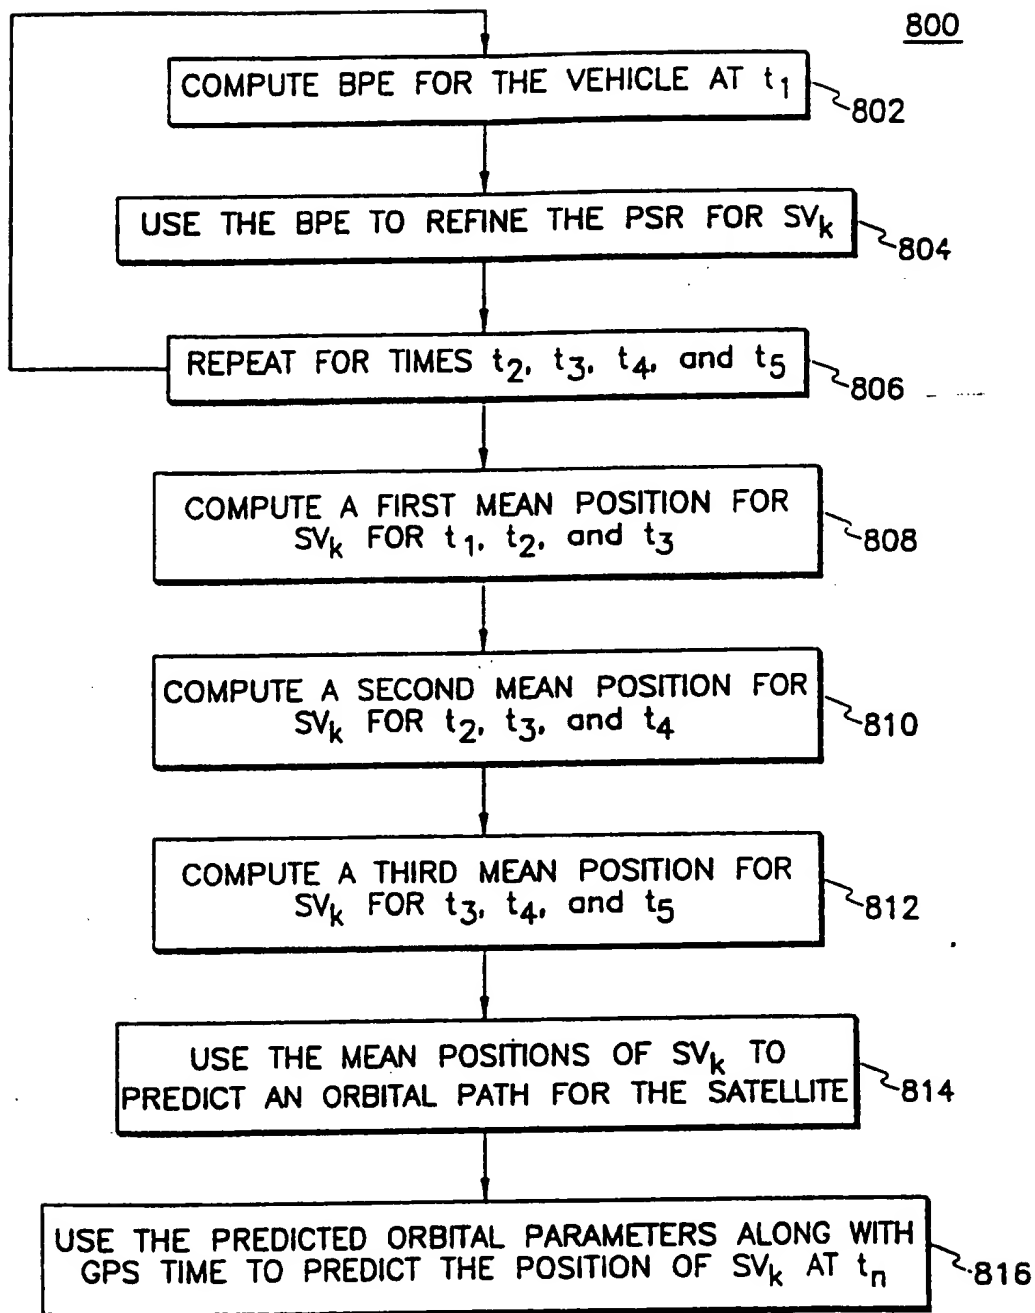 800
COMPUTE BPE FOR THE VEHICLE AT t1
802
USE THE BPE TO REFINE THE PSR FOR SVk
804
REPEAT FOR TIMES t2, t3, t4, and t5
806
COMPUTE A FIRST MEAN POSITION FOR
SVk FOR t1, t2, and t3
808
COMPUTE A SECOND MEAN POSITION FOR
SVk FOR t2, t3, and t4
810
COMPUTE A THIRD MEAN POSITION FOR
SVk FOR t3, t4, and t5
812
USE THE MEAN POSITIONS OF SVk TO
PREDICT AN ORBITAL PATH FOR THE SATELLITE
814
USE THE PREDICTED ORBITAL PARAMETERS ALONG WITH
GPS TIME TO PREDICT THE POSITION OF SVk AT tn
816